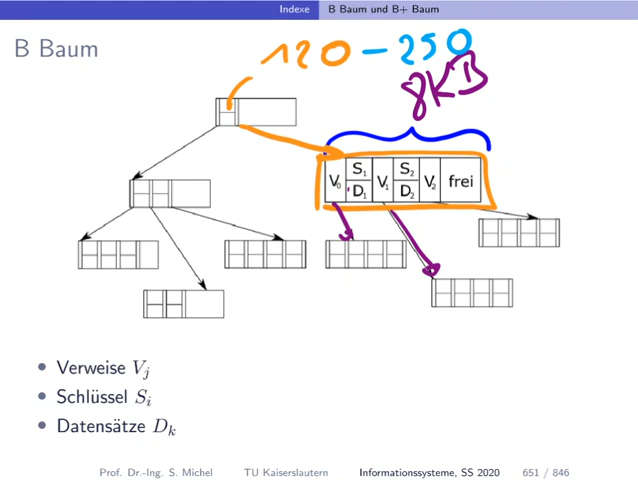 Indexe B Baum und B+ Baum
B Baum
120 - 250
8KB
V0 S1 D1 V1 S2 D2 V2 frei
• Verweise Vj
• Schlüssel Si
• Datensätze Dk
Prof. Dr.-Ing. S. Michel TU Kaiserslautern Informationssysteme, SS 2020 651 / 846